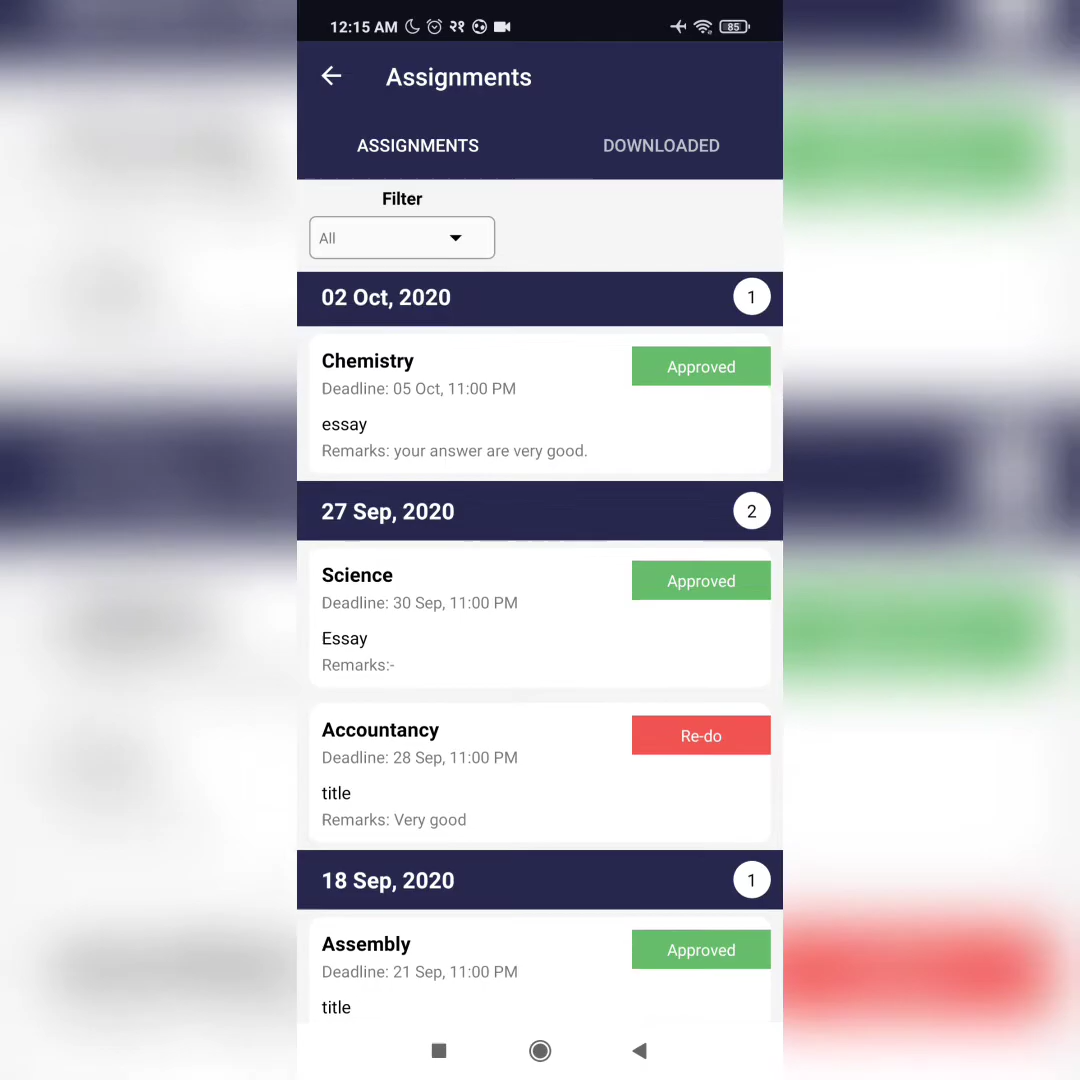 12:15 AM २१ 85
Assignments
ASSIGNMENTS DOWNLOADED
Filter
All
02 Oct, 2020 1
Chemistry Approved
Deadline: 05 Oct, 11:00 PM
essay
Remarks: your answer are very good.
27 Sep, 2020 2
Science Approved
Deadline: 30 Sep, 11:00 PM
Essay
Remarks:-
Accountancy Re-do
Deadline: 28 Sep, 11:00 PM
title
Remarks: Very good
18 Sep, 2020 1
Assembly Approved
Deadline: 21 Sep, 11:00 PM
title